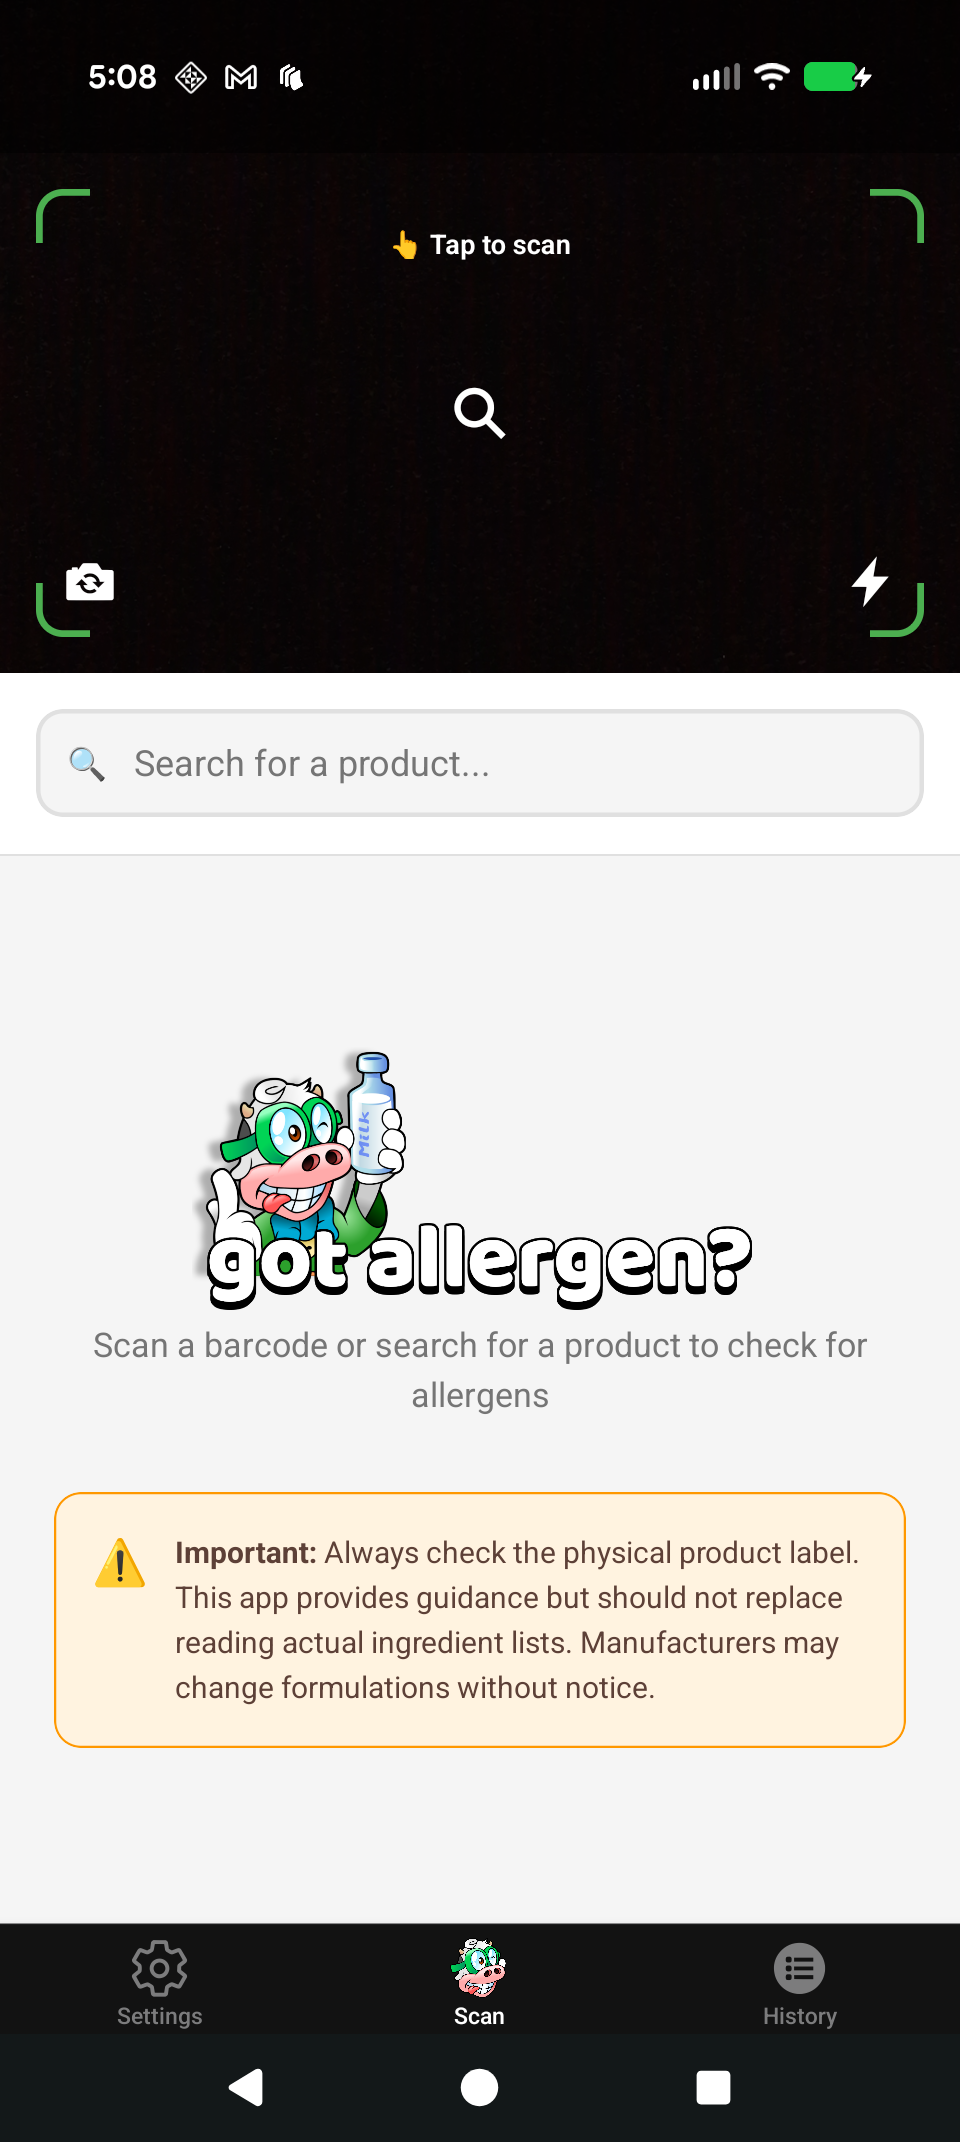 5:08
👆 Tap to scan
🔍 Search for a product...
Milk
got allergen?
Scan a barcode or search for a product to check for
allergens
⚠️ Important: Always check the physical product label.
This app provides guidance but should not replace
reading actual ingredient lists. Manufacturers may
change formulations without notice.
Settings
Scan
History